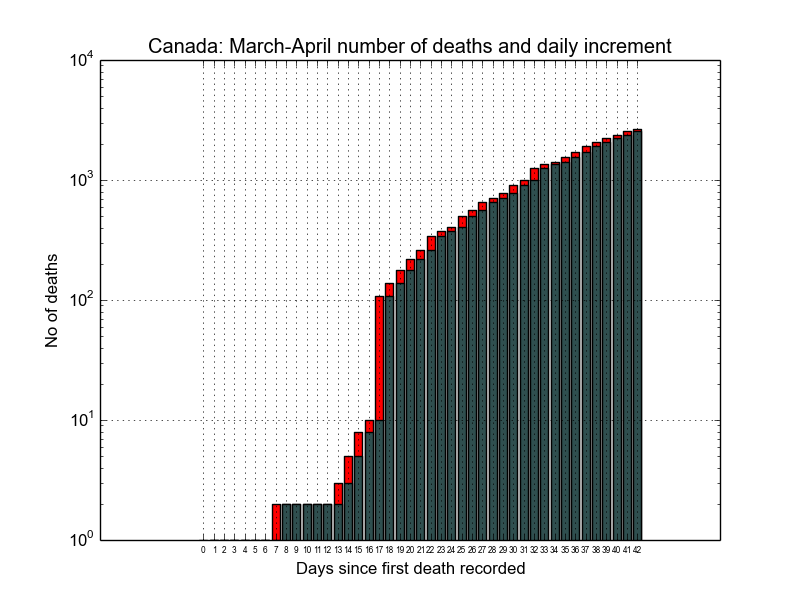 Canada: March-April number of deaths and daily increment
10^4
10^3
10^2
10^1
10^0
No of deaths
0 1 2 3 4 5 6 7 8 9 10 11 12 13 14 15 16 17 18 19 20 21 22 23 24 25 26 27 28 29 30 31 32 33 34 35 36 37 38 39 40 41 42
Days since first death recorded